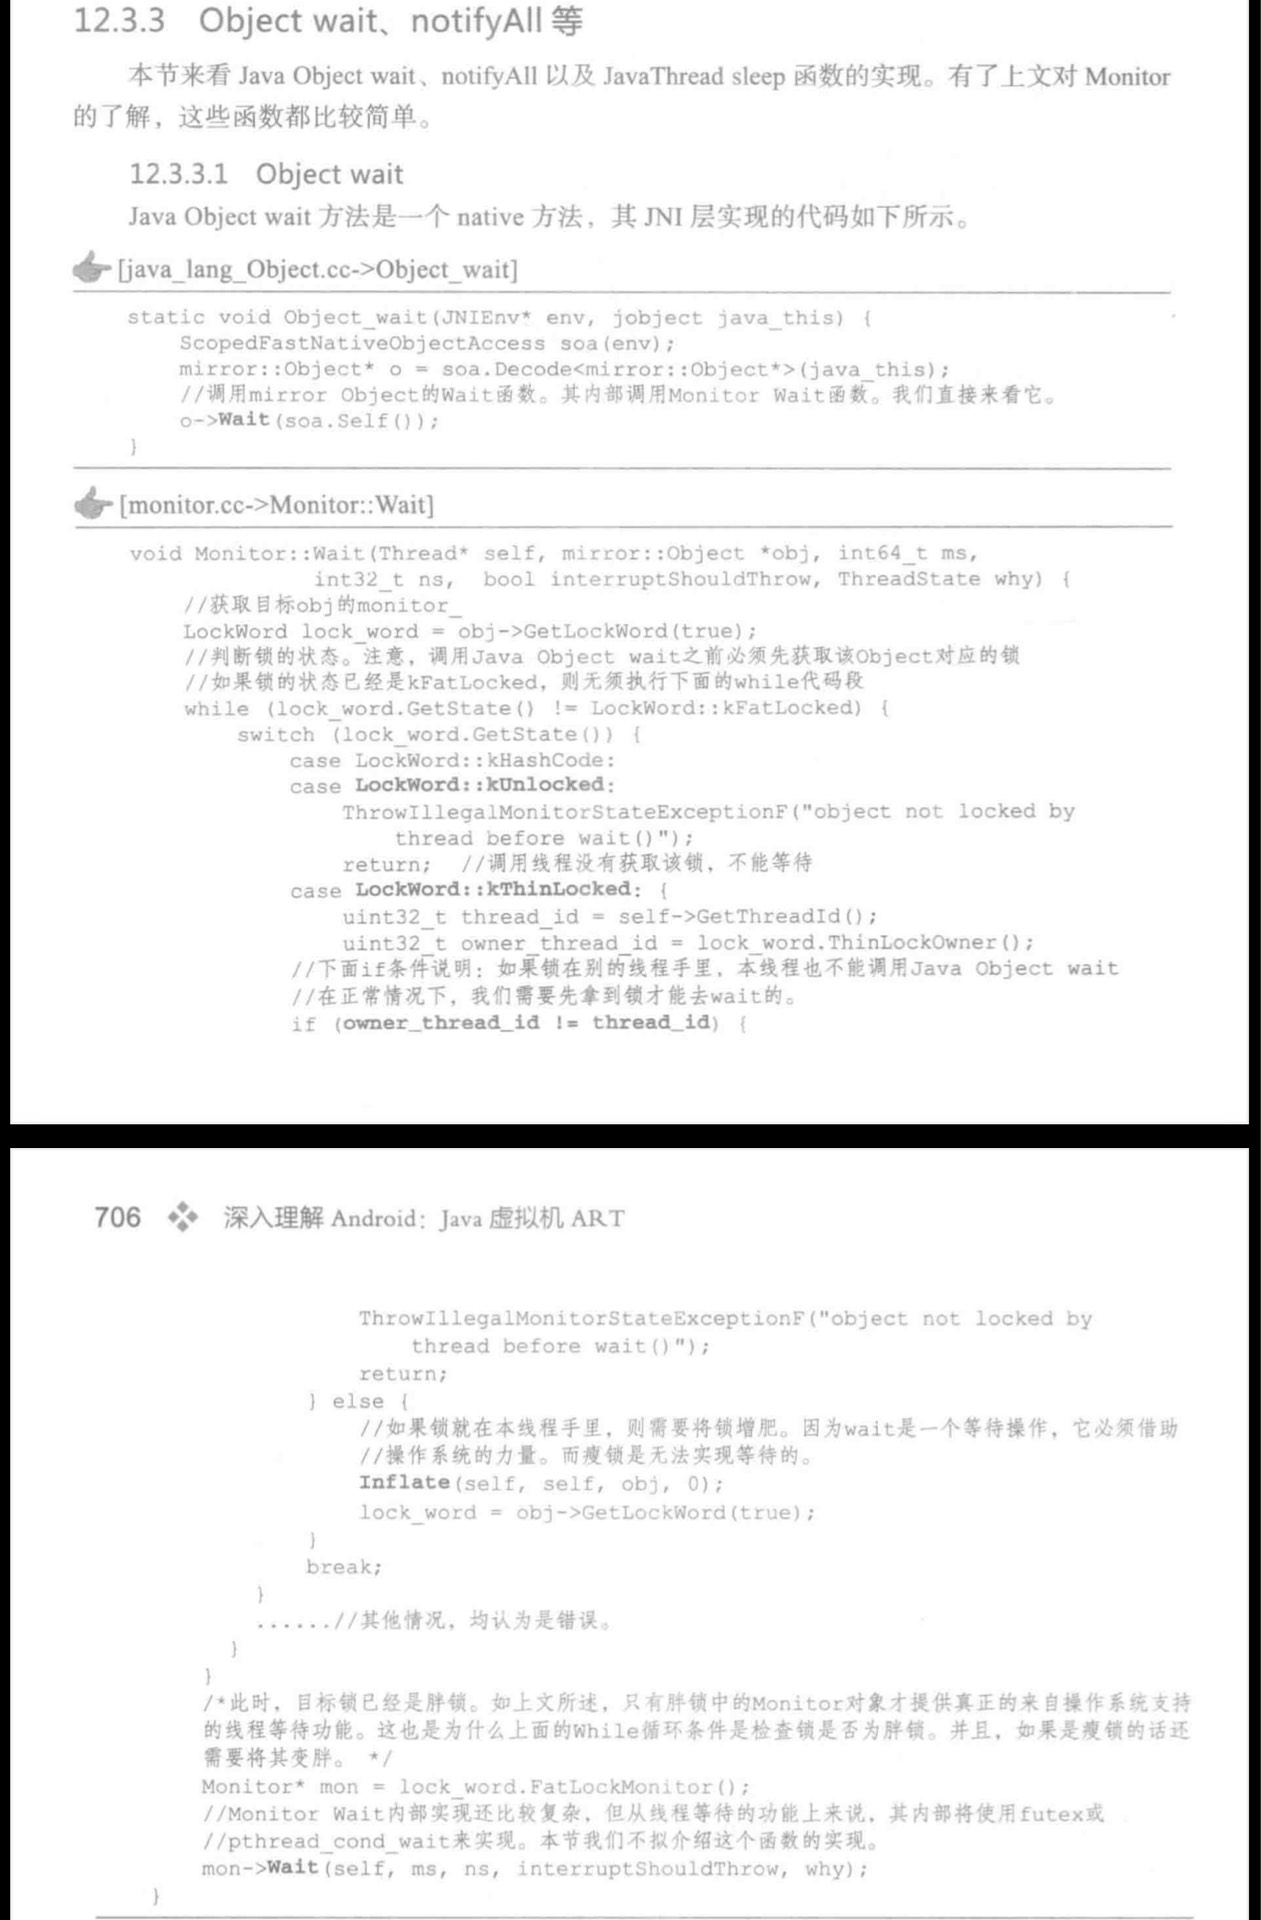 12.3.3 Object wait、notifyAll 等
本节来看 Java Object wait、notifyAll 以及 JavaThread sleep 函数的实现。有了上文对 Monitor
的了解，这些函数都比较简单。
12.3.3.1 Object wait
Java Object wait 方法是一个 native 方法，其 JNI 层实现的代码如下所示。
[java_lang_Object.cc->Object_wait]
static void Object_wait(JNIEnv* env, jobject java_this) {
ScopedFastNativeObjectAccess soa(env);
mirror::Object* o = soa.Decode<mirror::Object*>(java_this);
//调用mirror Object的Wait函数。其内部调用Monitor Wait函数。我们直接来看它。
o->Wait(soa.Self());
}
[monitor.cc->Monitor::Wait]
void Monitor::Wait(Thread* self, mirror::Object *obj, int64_t ms,
int32_t ns, bool interruptShouldThrow, ThreadState why) {
//获取目标obj的monitor_
LockWord lock_word = obj->GetLockWord(true);
//判断锁的状态。注意，调用Java Object wait之前必须先获取该Object对应的锁
//如果锁的状态已经是kFatLocked，则无须执行下面的while代码段
while (lock_word.GetState() != LockWord::kFatLocked) {
switch (lock_word.GetState()) {
case LockWord::kHashCode:
case LockWord::kUnlocked:
ThrowIllegalMonitorStateExceptionF("object not locked by
thread before wait()");
return; //调用线程没有获取该锁，不能等待
case LockWord::kThinLocked: {
uint32_t thread_id = self->GetThreadId();
uint32_t owner_thread_id = lock_word.ThinLockOwner();
//下面if条件说明：如果锁在别的线程手里，本线程也不能调用Java Object wait
//在正常情况下，我们需要先拿到锁才能去wait的。
if (owner_thread_id != thread_id) {
706 深入理解 Android：Java 虚拟机 ART
ThrowIllegalMonitorStateExceptionF("object not locked by
thread before wait()");
return;
} else {
//如果锁就在本线程手里，则需要将锁增肥。因为wait是一个等待操作，它必须借助
//操作系统的力量。而瘦锁是无法实现等待的。
Inflate(self, self, obj, 0);
lock_word = obj->GetLockWord(true);
}
break;
}
......//其他情况，均认为是错误。
}
}
/*此时，目标锁已经是胖锁。如上文所述，只有胖锁中的Monitor对象才提供真正的来自操作系统支持
的线程等待功能。这也是为什么上面的While循环条件是检查锁是否为胖锁。并且，如果是瘦锁的话还
需要将其变胖。 */
Monitor* mon = lock_word.FatLockMonitor();
//Monitor Wait内部实现还比较复杂，但从线程等待的功能上来说，其内部将使用futex或
//pthread_cond_wait来实现。本节我们不拟介绍这个函数的实现。
mon->Wait(self, ms, ns, interruptShouldThrow, why);
}